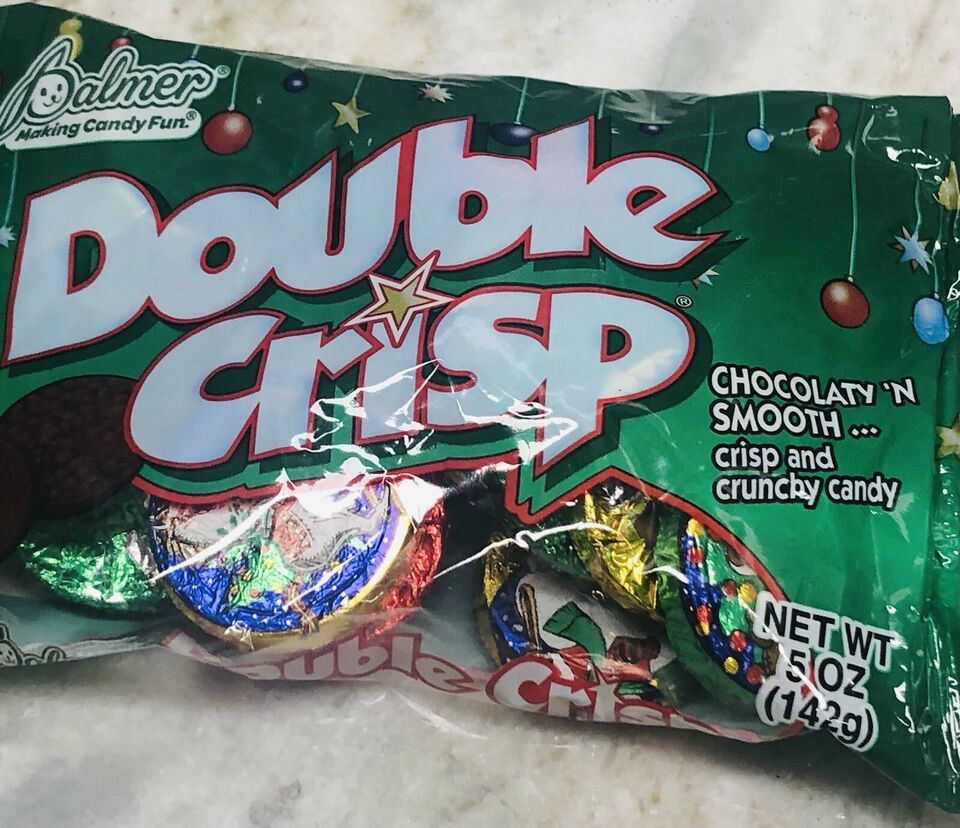 Palmer®
Making Candy Fun.®
Double
Crisp®
CHOCOLATY 'N
SMOOTH ...
crisp and
crunchy candy
NET WT
5 OZ
(142g)
Double Crisp